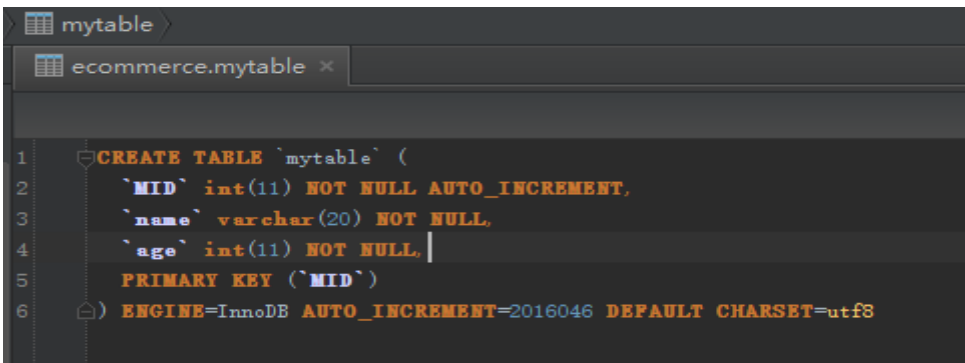 mytable
ecommerce.mytable ×
1 CREATE TABLE `mytable` (
2 `MID` int(11) NOT NULL AUTO_INCREMENT,
3 `name` varchar(20) NOT NULL,
4 `age` int(11) NOT NULL,
5 PRIMARY KEY (`MID`)
6 ) ENGINE=InnoDB AUTO_INCREMENT=2016046 DEFAULT CHARSET=utf8